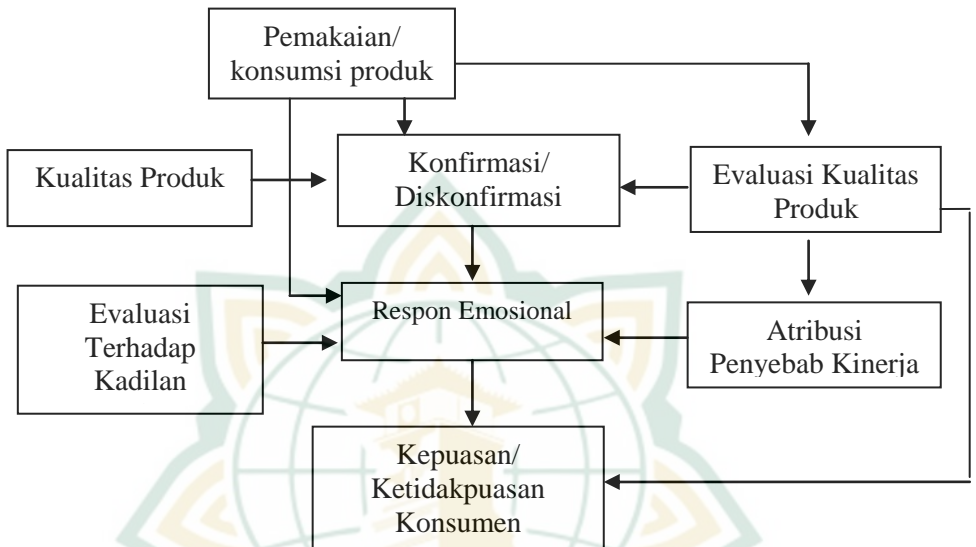 Pemakaian/
konsumsi produk
Kualitas Produk
Konfirmasi/
Diskonfirmasi
Evaluasi Kualitas
Produk
Evaluasi
Terhadap
Kadilan
Respon Emosional
Atribusi
Penyebab Kinerja
Kepuasan/
Ketidakpuasan
Konsumen